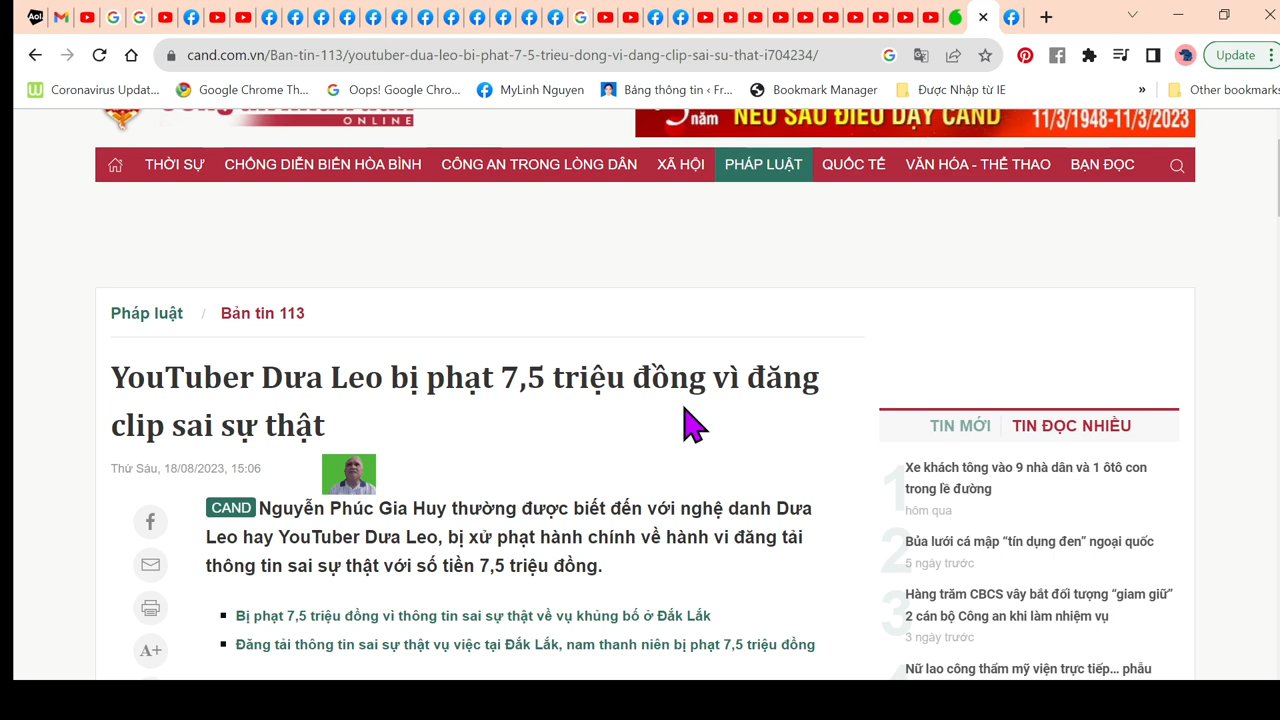 Aol
cand.com.vn/Ban-tin-113/youtuber-dua-leo-bi-phat-7-5-trieu-dong-vi-dang-clip-sai-su-that-i704234/
Update
Coronavirus Updat...
Google Chrome Th...
Oops! Google Chro...
MyLinh Nguyen
Bảng thông tin ‹ Fr...
Bookmark Manager
Được Nhập từ IE
»
Other bookmarks
ONLINE
năm
NÊU SÁU ĐIỀU DẠY CAND
11/3/1948-11/3/2023
THỜI SỰ
CHỐNG DIỄN BIẾN HÒA BÌNH
CÔNG AN TRONG LÒNG DÂN
XÃ HỘI
PHÁP LUẬT
QUỐC TẾ
VĂN HÓA - THỂ THAO
BẠN ĐỌC
Pháp luật / Bản tin 113
YouTuber Dưa Leo bị phạt 7,5 triệu đồng vì đăng
clip sai sự thật
Thứ Sáu, 18/08/2023, 15:06
CAND Nguyễn Phúc Gia Huy thường được biết đến với nghệ danh Dưa
Leo hay YouTuber Dưa Leo, bị xử phạt hành chính về hành vi đăng tải
thông tin sai sự thật với số tiền 7,5 triệu đồng.
Bị phạt 7,5 triệu đồng vì thông tin sai sự thật về vụ khủng bố ở Đắk Lắk
Đăng tải thông tin sai sự thật vụ việc tại Đắk Lắk, nam thanh niên bị phạt 7,5 triệu đồng
A+
TIN MỚI
TIN ĐỌC NHIỀU
1
Xe khách tông vào 9 nhà dân và 1 ôtô con
trong lề đường
hôm qua
2
Bủa lưới cá mập “tín dụng đen” ngoại quốc
5 ngày trước
3
Hàng trăm CBCS vây bắt đối tượng “giam giữ”
2 cán bộ Công an khi làm nhiệm vụ
3 ngày trước
Nữ lao công thẩm mỹ viện trực tiếp... phẫu